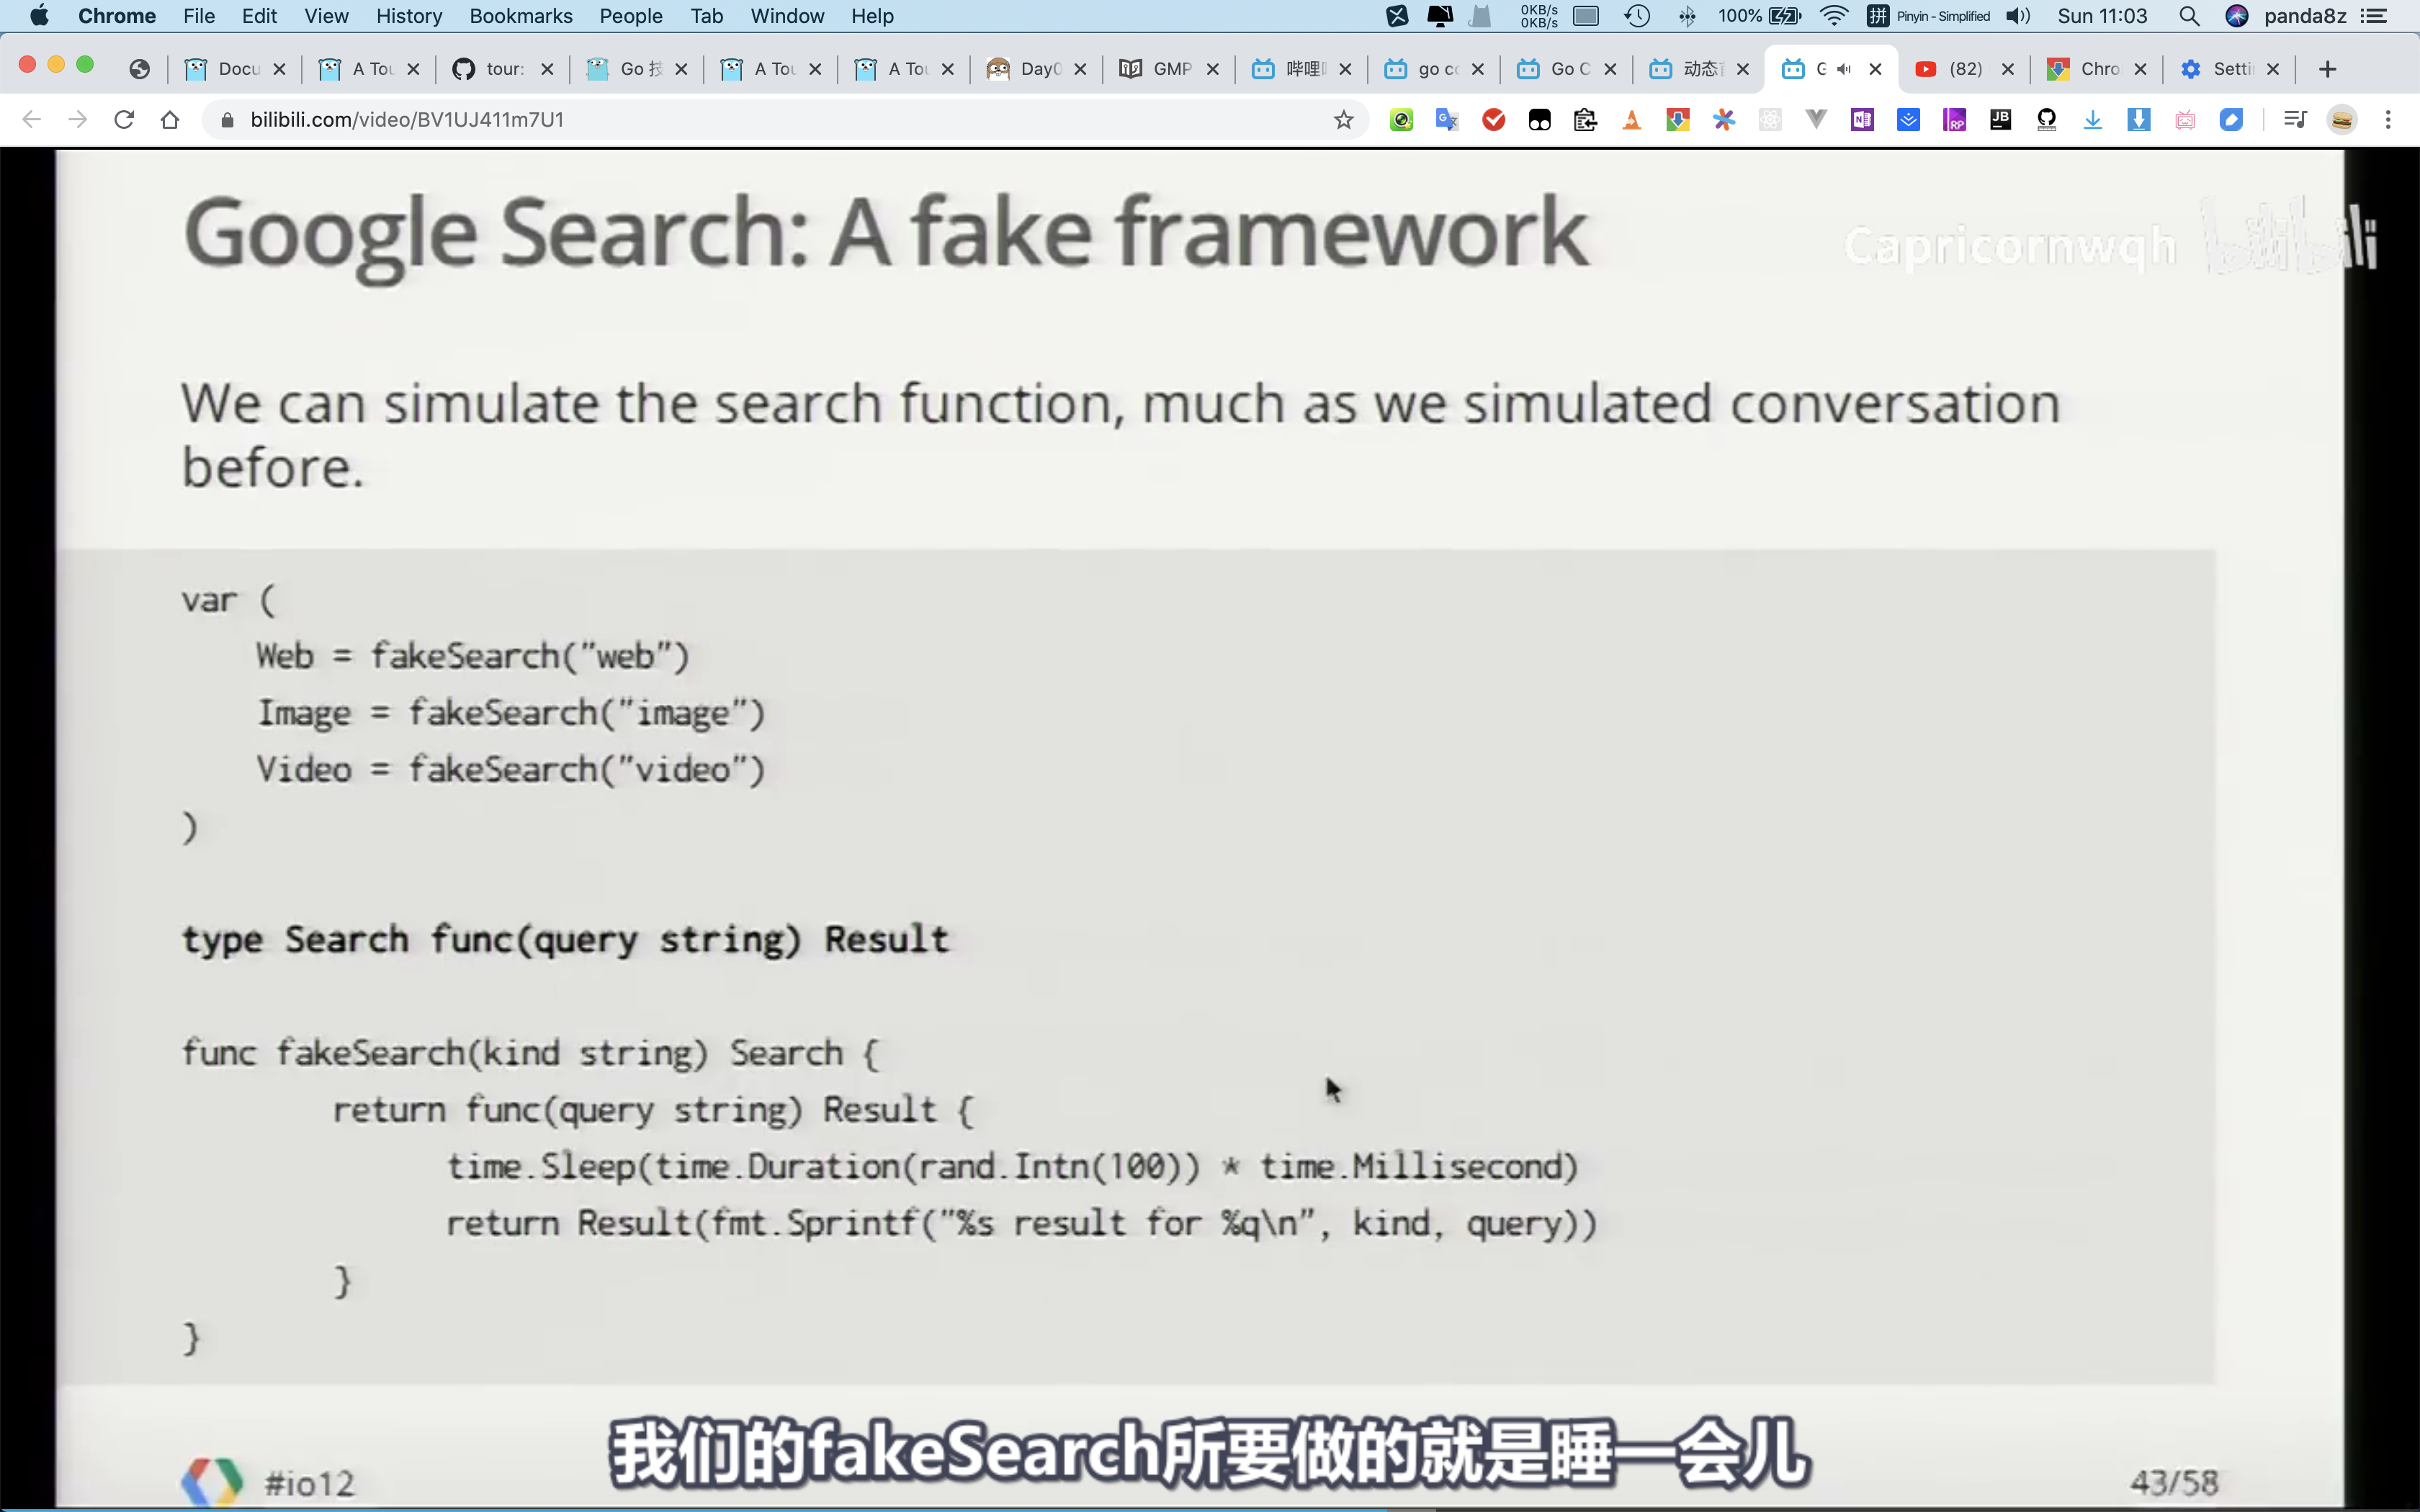 Chrome File Edit View History Bookmarks People Tab Window Help 0KB/s 0KB/s 100% 拼 Pinyin - Simplified Sun 11:03 panda8z
Docu A Tou tour: Go 技 A Tou A Tou Day0 GMP 哔哩 go co Go C 动态 G (82) Chro Setti
bilibili.com/video/BV1UJ411m7U1
Google Search: A fake framework
Capricornwqh bilibili
We can simulate the search function, much as we simulated conversation
before.
var (
Web = fakeSearch("web")
Image = fakeSearch("image")
Video = fakeSearch("video")
)
type Search func(query string) Result
func fakeSearch(kind string) Search {
return func(query string) Result {
time.Sleep(time.Duration(rand.Intn(100)) * time.Millisecond)
return Result(fmt.Sprintf("%s result for %q\n", kind, query))
}
}
我们的fakeSearch所要做的就是睡一会儿
#io12
43/58